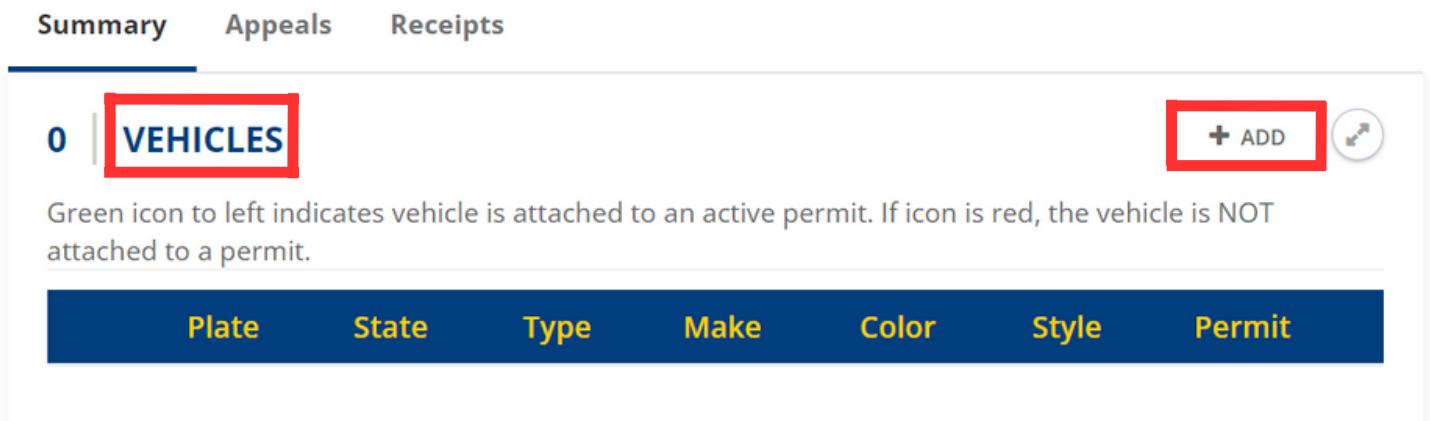 Summary Appeals Receipts
0 VEHICLES + ADD
Green icon to left indicates vehicle is attached to an active permit. If icon is red, the vehicle is NOT
attached to a permit.
Plate State Type Make Color Style Permit